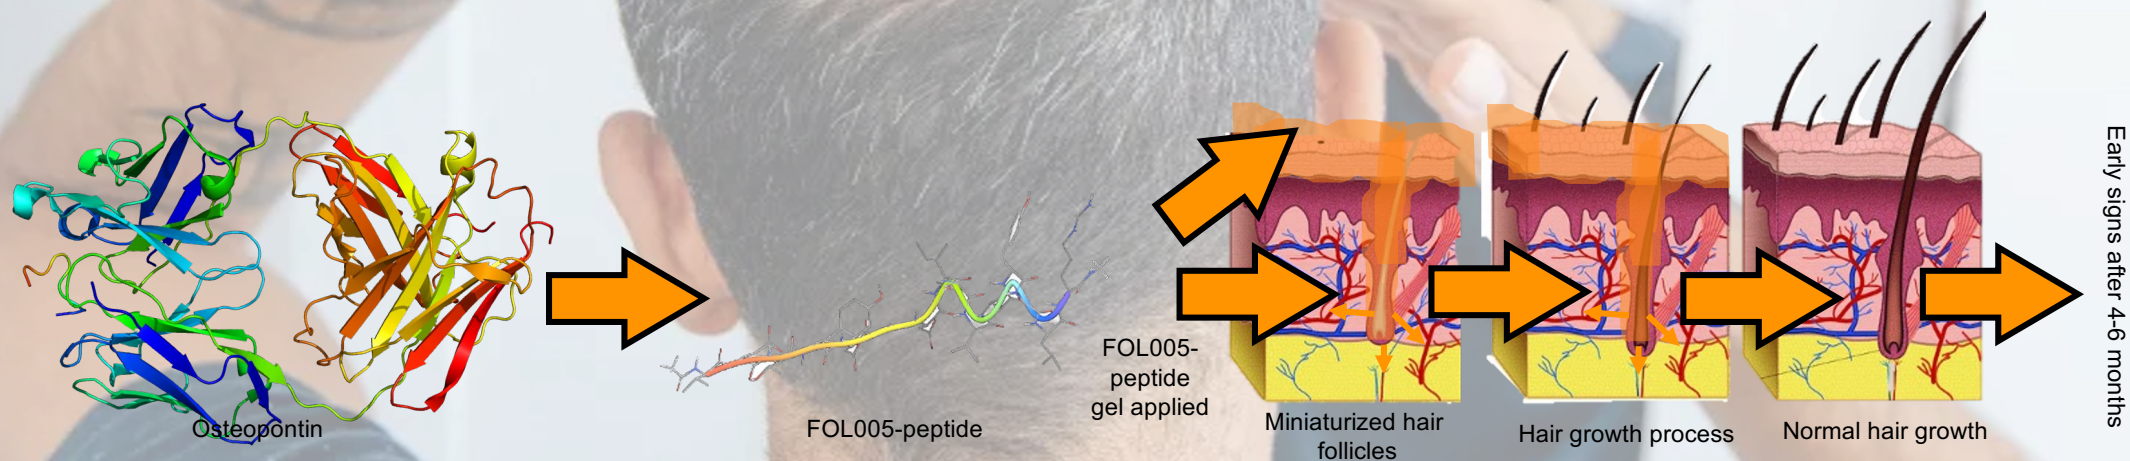 Osteopontin
FOL005-peptide
FOL005-
peptide
gel applied
Miniaturized hair
follicles
Hair growth process
Normal hair growth
Early signs after 4-6 months